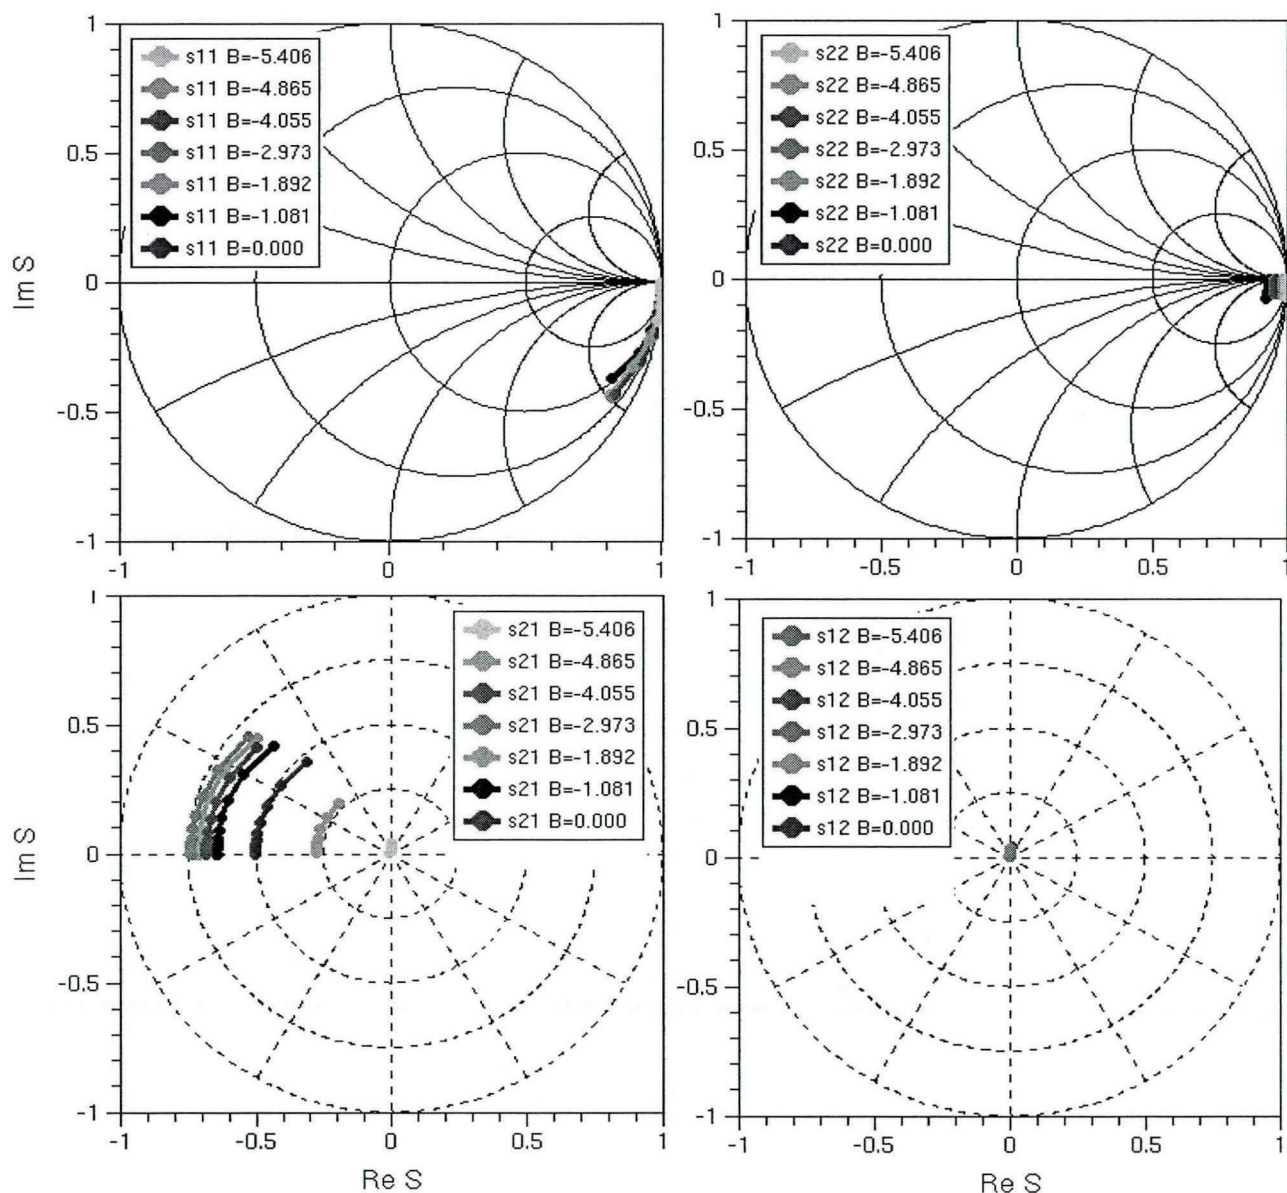 1
s11 B=-5.406
s11 B=-4.865
s11 B=-4.055
s11 B=-2.973
s11 B=-1.892
s11 B=-1.081
s11 B=0.000
0.5
0
-0.5
-1
-1
0
1
Im S
1
s22 B=-5.406
s22 B=-4.865
s22 B=-4.055
s22 B=-2.973
s22 B=-1.892
s22 B=-1.081
s22 B=0.000
0.5
0
-0.5
-1
-1
-0.5
0
0.5
1
1
s21 B=-5.406
s21 B=-4.865
s21 B=-4.055
s21 B=-2.973
s21 B=-1.892
s21 B=-1.081
s21 B=0.000
0.5
0
-0.5
-1
-1
-0.5
0
0.5
1
Im S
Re S
1
s12 B=-5.406
s12 B=-4.865
s12 B=-4.055
s12 B=-2.973
s12 B=-1.892
s12 B=-1.081
s12 B=0.000
0.5
0
-0.5
-1
-1
-0.5
0
0.5
1
Re S